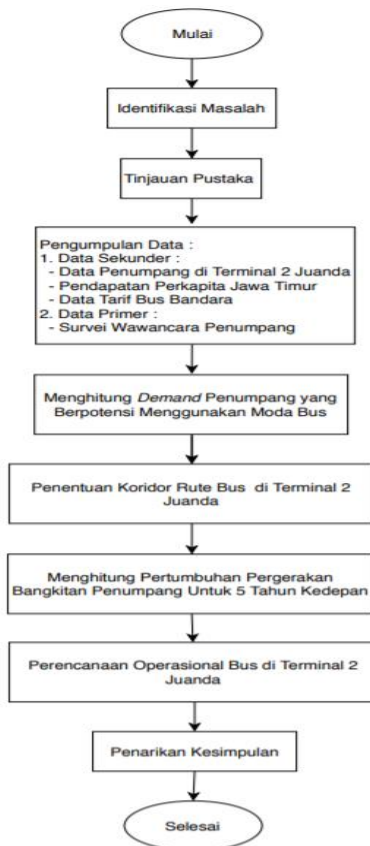 Mulai
Identifikasi Masalah
Tinjauan Pustaka
Pengumpulan Data :
1. Data Sekunder :
- Data Penumpang di Terminal 2 Juanda
- Pendapatan Perkapita Jawa Timur
- Data Tarif Bus Bandara
2. Data Primer :
- Survei Wawancara Penumpang
Menghitung Demand Penumpang yang
Berpotensi Menggunakan Moda Bus
Penentuan Koridor Rute Bus di Terminal 2
Juanda
Menghitung Pertumbuhan Pergerakan
Bangkitan Penumpang Untuk 5 Tahun Kedepan
Perencanaan Operasional Bus di Terminal 2
Juanda
Penarikan Kesimpulan
Selesai